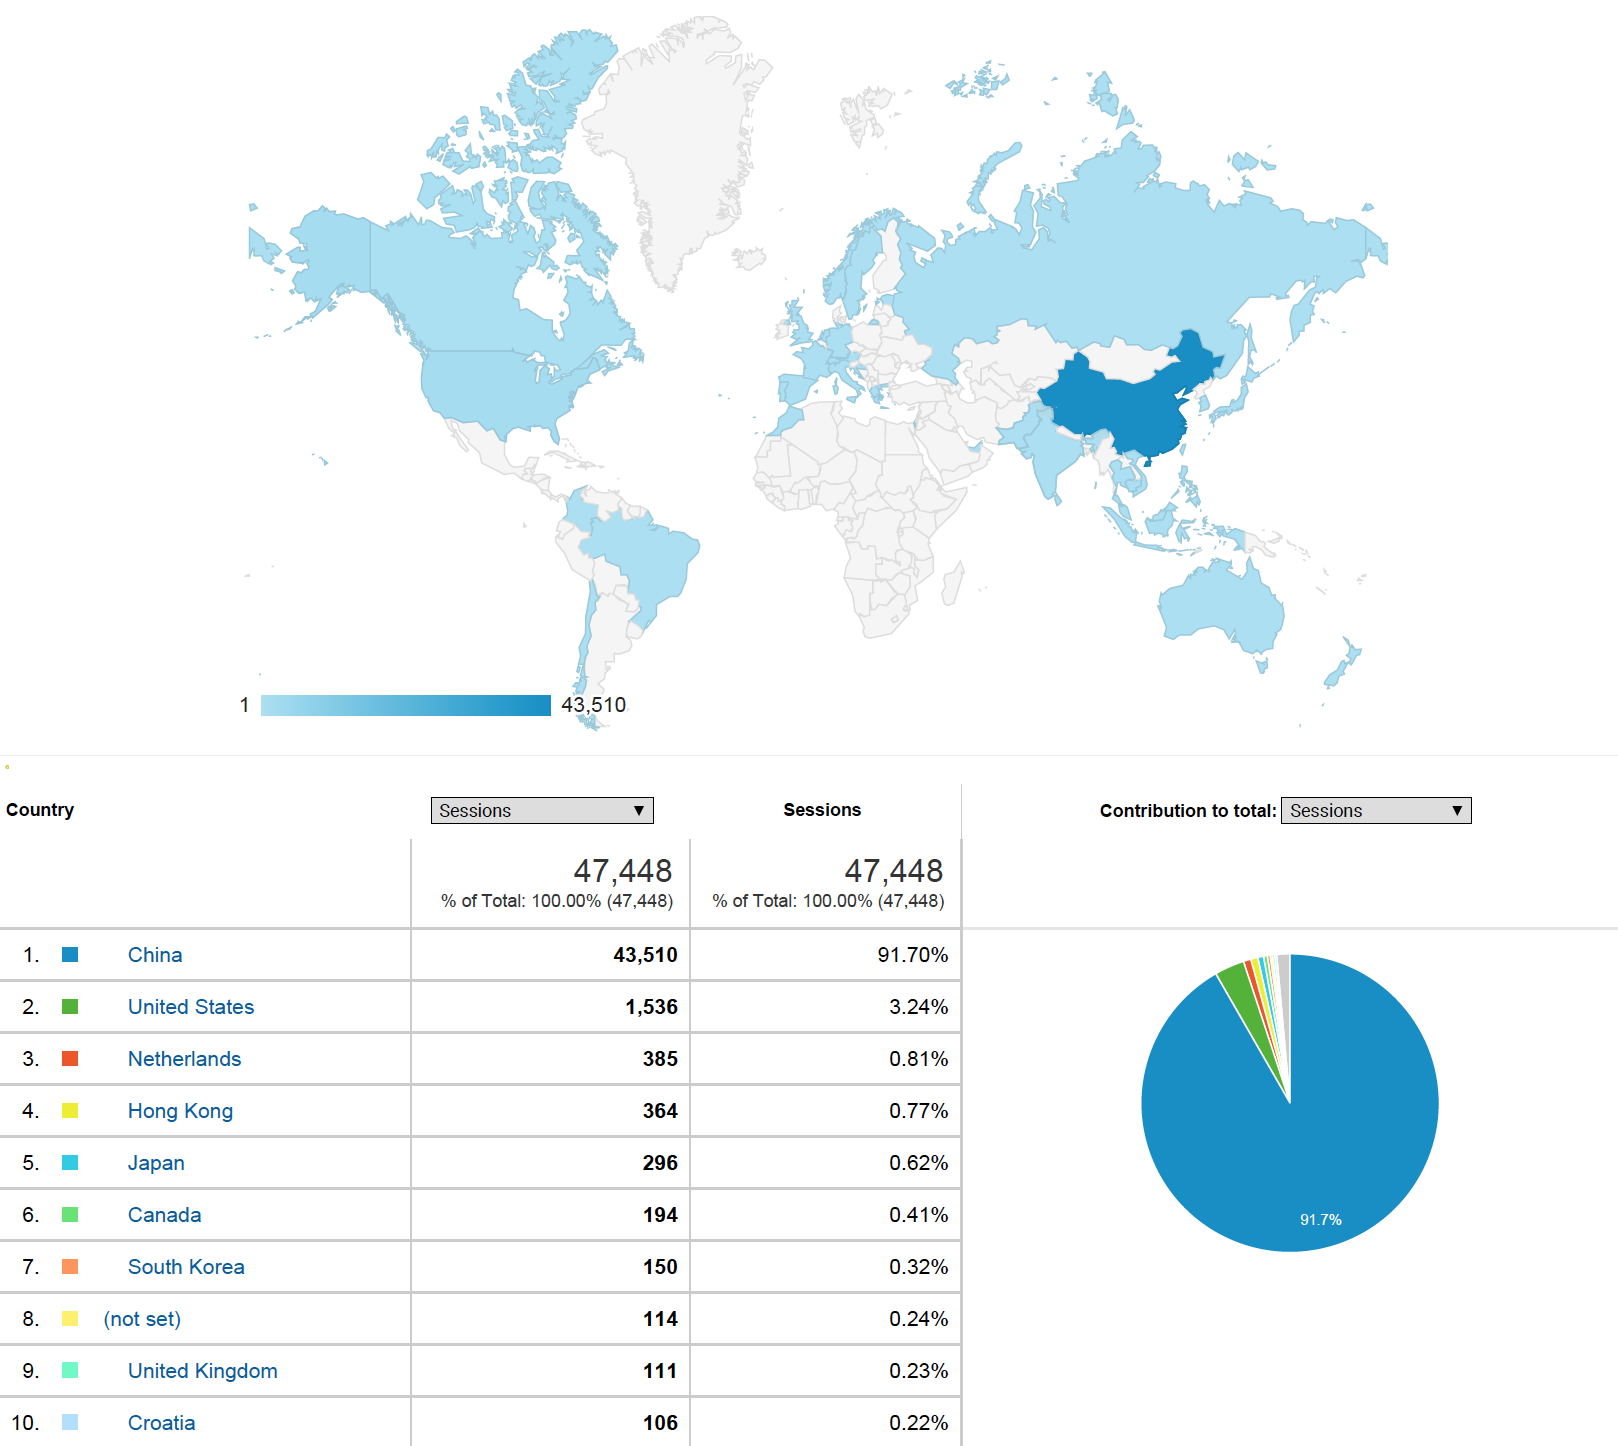 1 43,510
Country Sessions ▼ Sessions Contribution to total: Sessions ▼
47,448 47,448
% of Total: 100.00% (47,448) % of Total: 100.00% (47,448)
1. China 43,510 91.70%
2. United States 1,536 3.24%
3. Netherlands 385 0.81%
4. Hong Kong 364 0.77%
5. Japan 296 0.62%
6. Canada 194 0.41%
7. South Korea 150 0.32%
8. (not set) 114 0.24%
9. United Kingdom 111 0.23%
10. Croatia 106 0.22%
91.7%